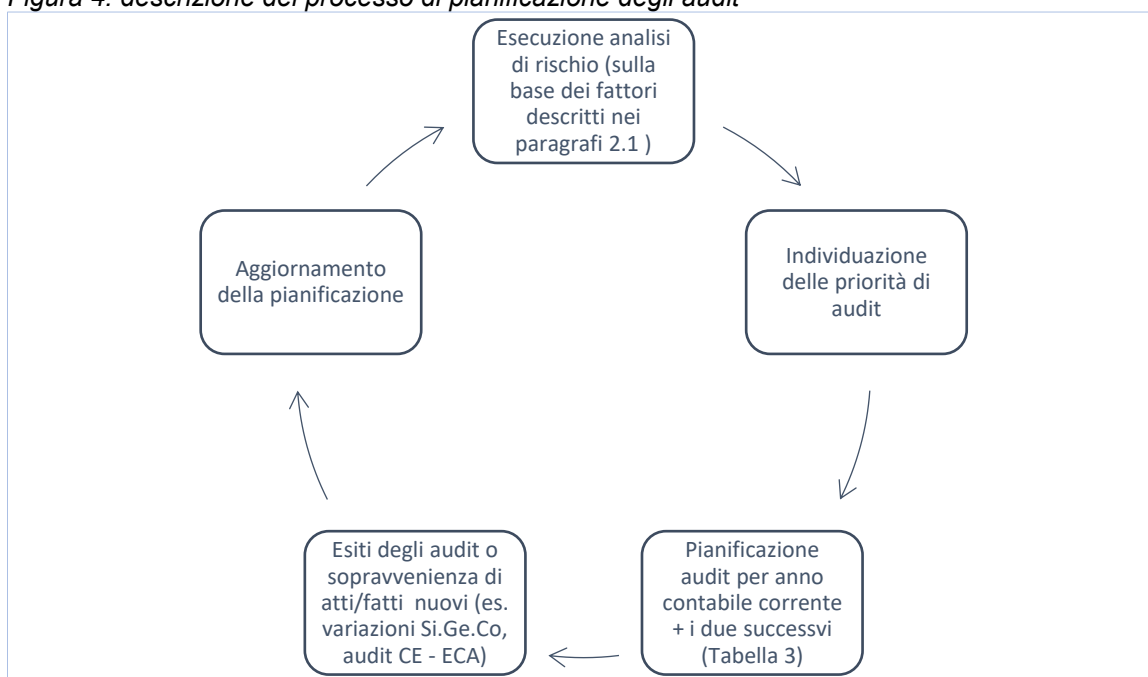 Figura 4: descrizione del processo di pianificazione degli audit
Esecuzione analisi
di rischio (sulla
base dei fattori
descritti nei
paragrafi 2.1 )
Individuazione
delle priorità di
audit
Pianificazione
audit per anno
contabile corrente
+ i due successvi
(Tabella 3)
Esiti degli audit o
sopravvenienza di
atti/fatti nuovi (es.
variazioni Si.Ge.Co,
audit CE - ECA)
Aggiornamento
della pianificazione